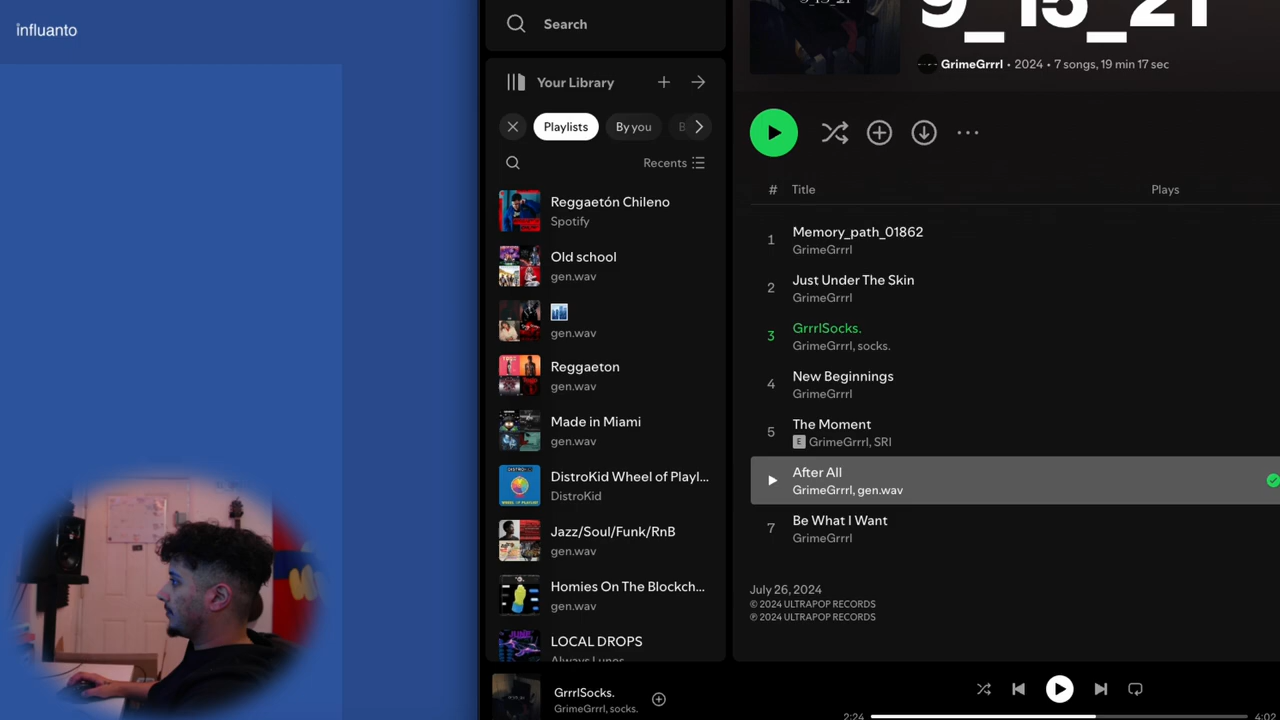 influanto
Search
Your Library
Playlists
By you
B
Recents
Reggaetón Chileno
Spotify
Old school
gen.wav
gen.wav
Reggaeton
gen.wav
Made in Miami
gen.wav
DistroKid Wheel of Playl...
DistroKid
Jazz/Soul/Funk/RnB
gen.wav
Homies On The Blockch...
gen.wav
LOCAL DROPS
Always Lunos
9_15_21
GrimeGrrrl • 2024 • 7 songs, 19 min 17 sec
# Title Plays
1 Memory_path_01862
GrimeGrrrl
2 Just Under The Skin
GrimeGrrrl
3 GrrrlSocks.
GrimeGrrrl, socks.
4 New Beginnings
GrimeGrrrl
5 The Moment
E GrimeGrrrl, SRI
After All
GrimeGrrrl, gen.wav
7 Be What I Want
GrimeGrrrl
July 26, 2024
© 2024 ULTRAPOP RECORDS
℗ 2024 ULTRAPOP RECORDS
GrrrlSocks.
GrimeGrrrl, socks.
2:24
4:02